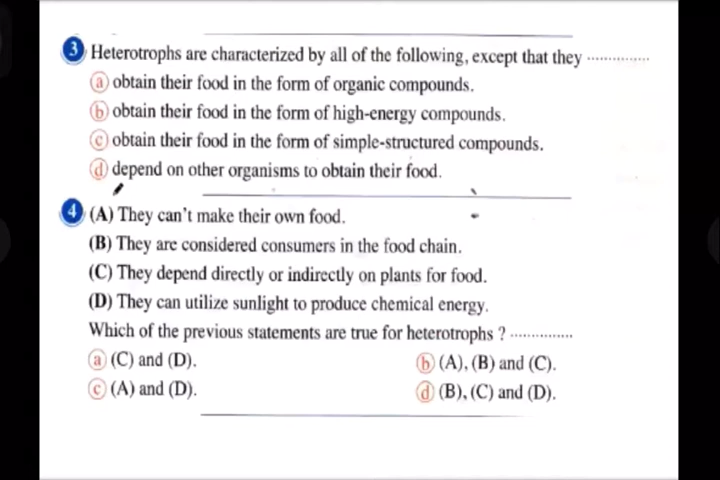 3 Heterotrophs are characterized by all of the following, except that they ...............
a obtain their food in the form of organic compounds.
b obtain their food in the form of high-energy compounds.
c obtain their food in the form of simple-structured compounds.
d depend on other organisms to obtain their food.
4 (A) They can't make their own food.
(B) They are considered consumers in the food chain.
(C) They depend directly or indirectly on plants for food.
(D) They can utilize sunlight to produce chemical energy.
Which of the previous statements are true for heterotrophs ? ...............
a (C) and (D). b (A), (B) and (C).
c (A) and (D). d (B), (C) and (D).